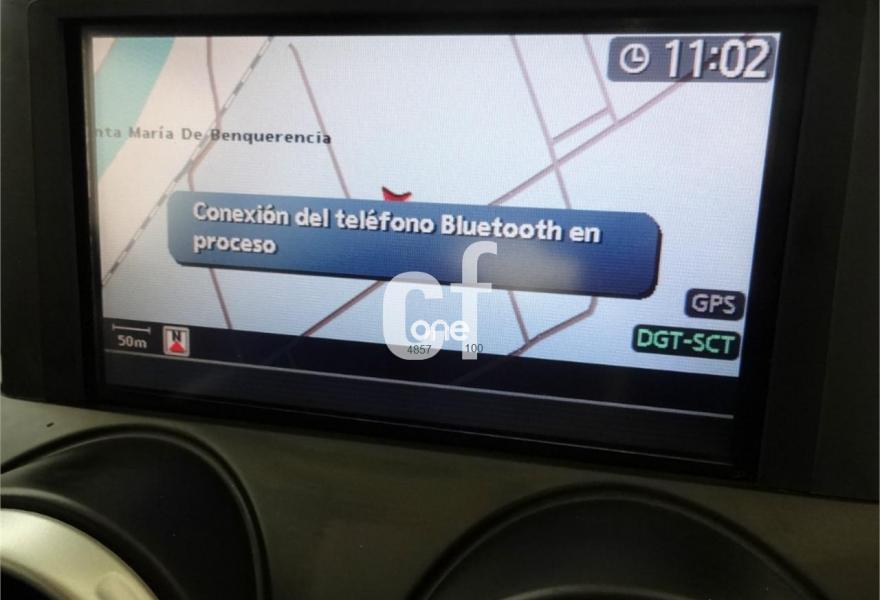 11:02
nta María De Benquerencia
Conexión del teléfono Bluetooth en
proceso
cf
one
4857 100
GPS
DGT-SCT
50m
N